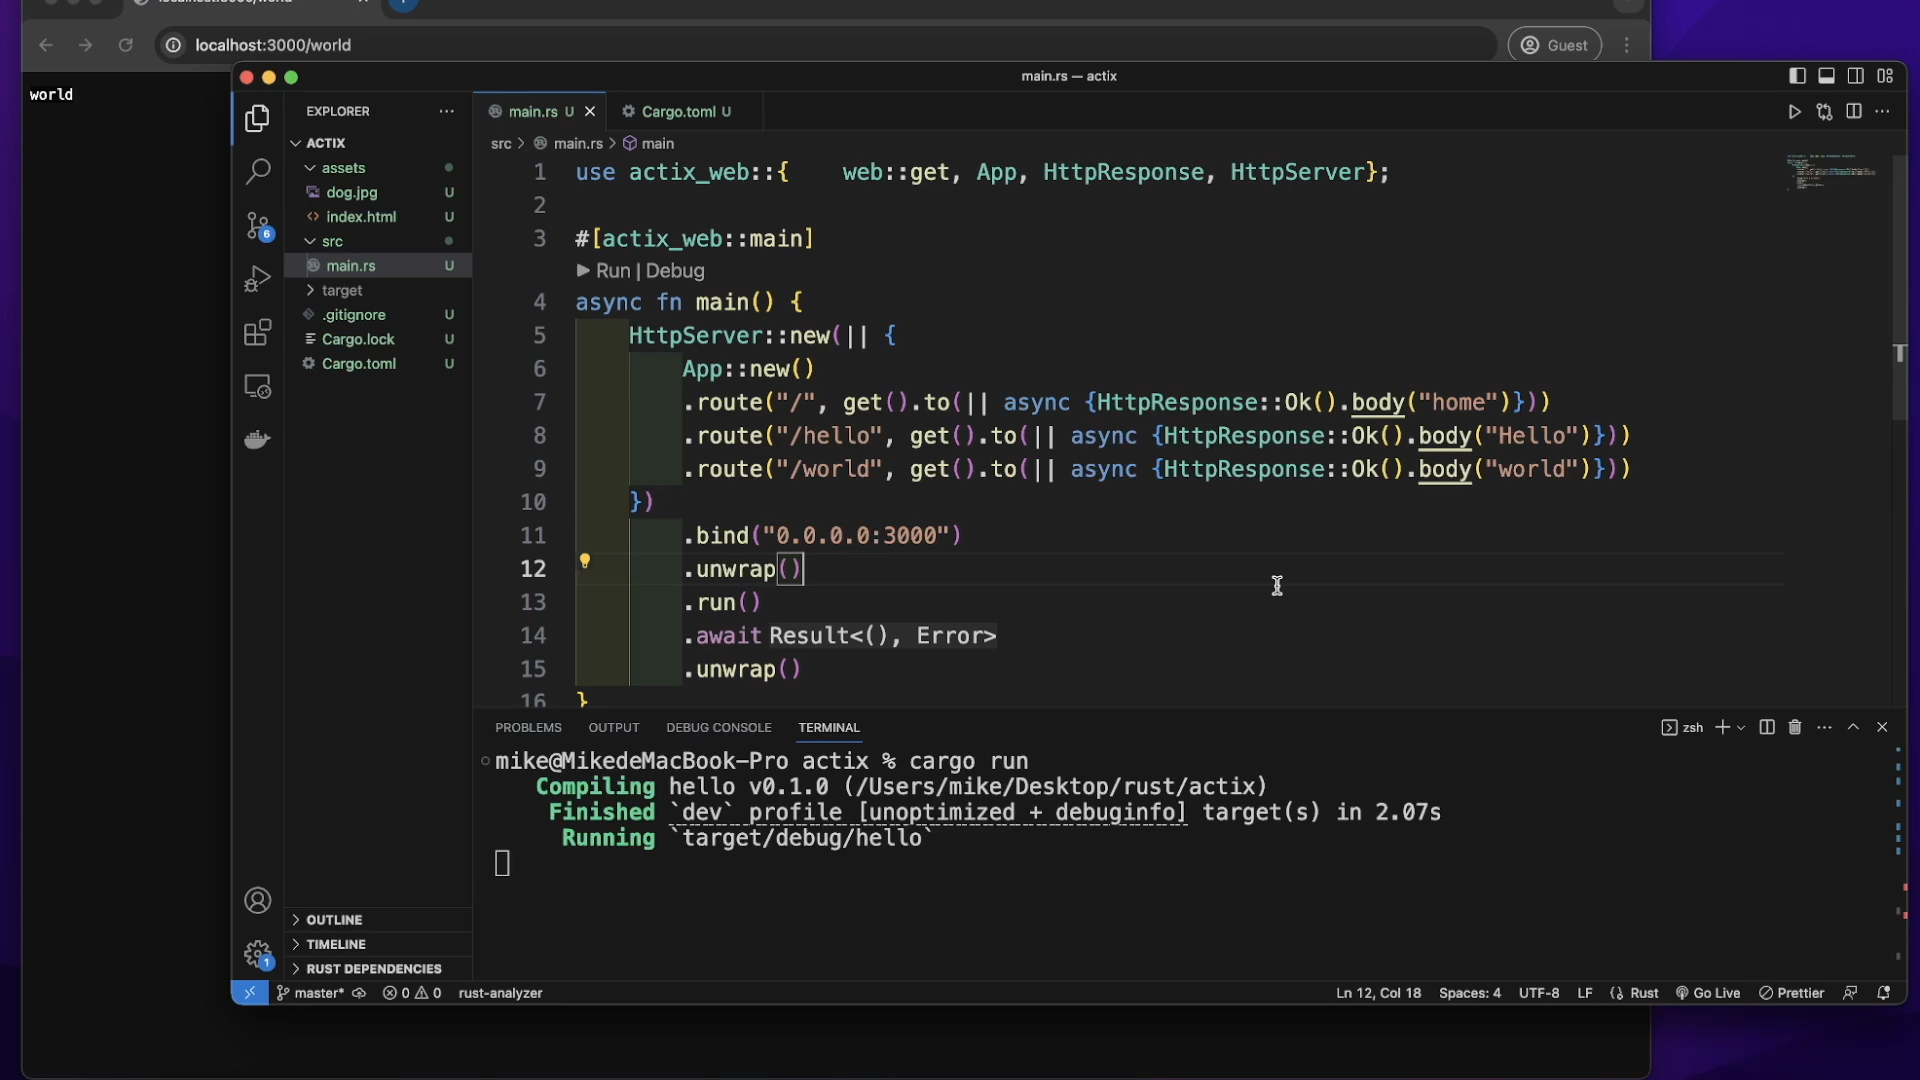 localhost:3000/world
Guest
world
main.rs — actix
EXPLORER
ACTIX
assets
dog.jpg U
index.html U
src
main.rs U
target
.gitignore U
Cargo.lock U
Cargo.toml U
OUTLINE
TIMELINE
RUST DEPENDENCIES
main.rs U
Cargo.toml U
src > main.rs > main
1 use actix_web::{    web::get, App, HttpResponse, HttpServer};
2
3 #[actix_web::main]
Run | Debug
4 async fn main() {
5 HttpServer::new(|| {
6 App::new()
7 .route("/", get().to(|| async {HttpResponse::Ok().body("home")}))
8 .route("/hello", get().to(|| async {HttpResponse::Ok().body("Hello")}))
9 .route("/world", get().to(|| async {HttpResponse::Ok().body("world")}))
10 })
11 .bind("0.0.0.0:3000")
12 .unwrap()
13 .run()
14 .await Result<(), Error>
15 .unwrap()
16 }
PROBLEMS OUTPUT DEBUG CONSOLE TERMINAL
zsh
mike@MikedeMacBook-Pro actix % cargo run
Compiling hello v0.1.0 (/Users/mike/Desktop/rust/actix)
Finished `dev` profile [unoptimized + debuginfo] target(s) in 2.07s
Running `target/debug/hello`
6
1
master* 0 0 rust-analyzer
Ln 12, Col 18 Spaces: 4 UTF-8 LF {} Rust Go Live Prettier